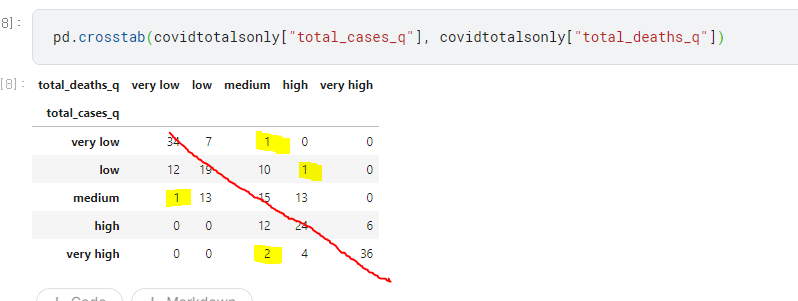 8]:
pd.crosstab(covidtotalsonly["total_cases_q"], covidtotalsonly["total_deaths_q"])
[8]:
total_deaths_q very low low medium high very high
total_cases_q
very low 34 7 1 0 0
low 12 19 10 1 0
medium 1 13 15 13 0
high 0 0 12 24 6
very high 0 0 2 4 36
+ Code + Markdown